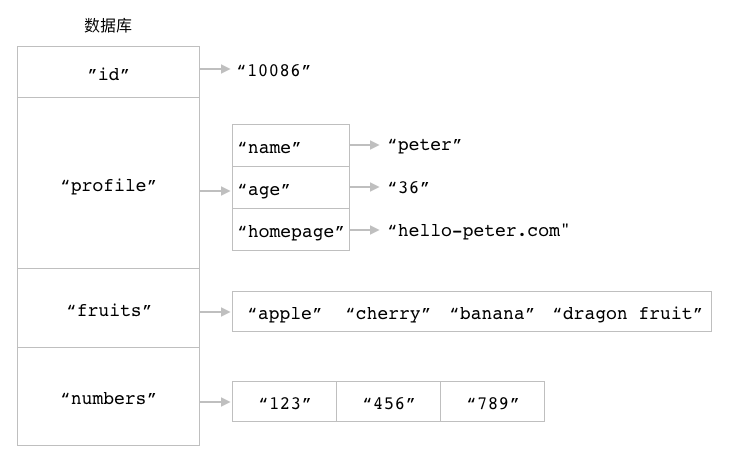 数据库
”id” “10086”
“name” “peter”
“profile” “age” “36”
“homepage” “hello-peter.com"
“fruits” “apple” “cherry” “banana” “dragon fruit”
“numbers” “123” “456” “789”